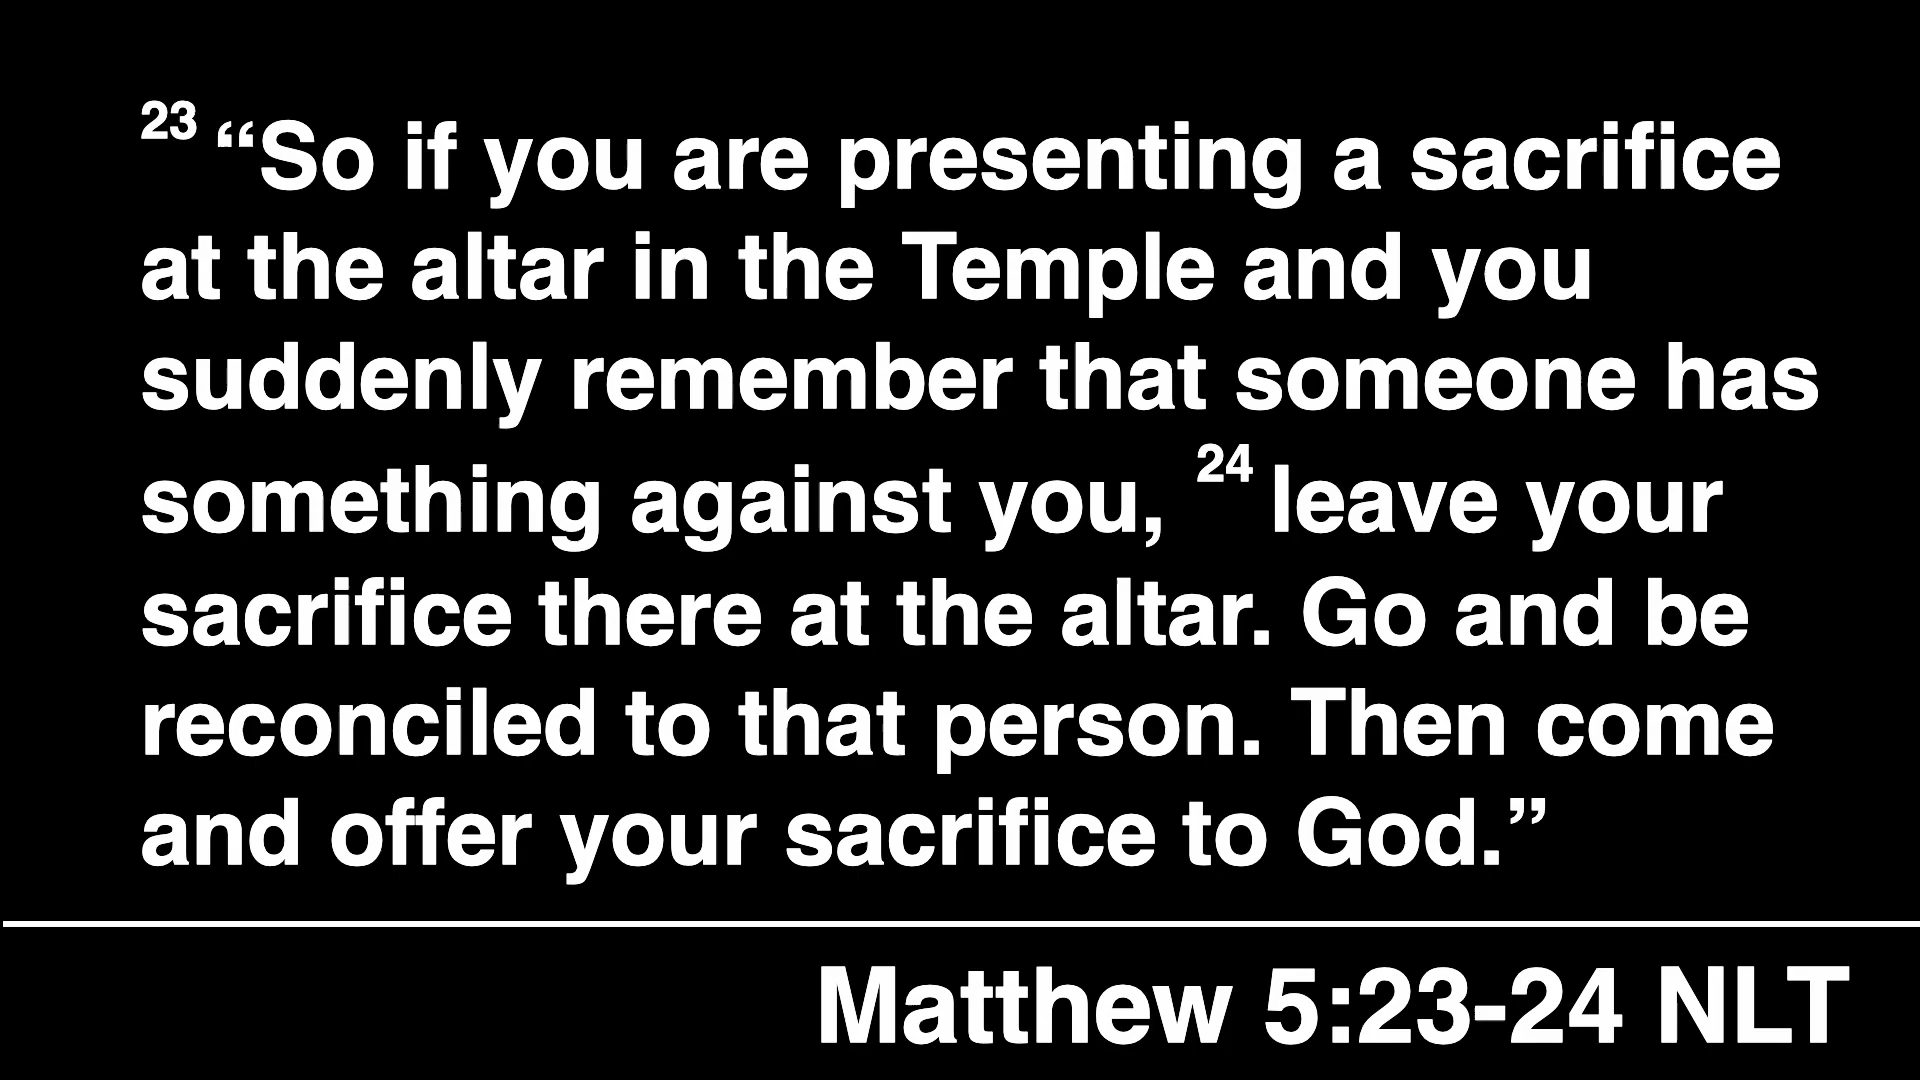 23 “So if you are presenting a sacrifice
at the altar in the Temple and you
suddenly remember that someone has
something against you, 24 leave your
sacrifice there at the altar. Go and be
reconciled to that person. Then come
and offer your sacrifice to God.”
Matthew 5:23-24 NLT